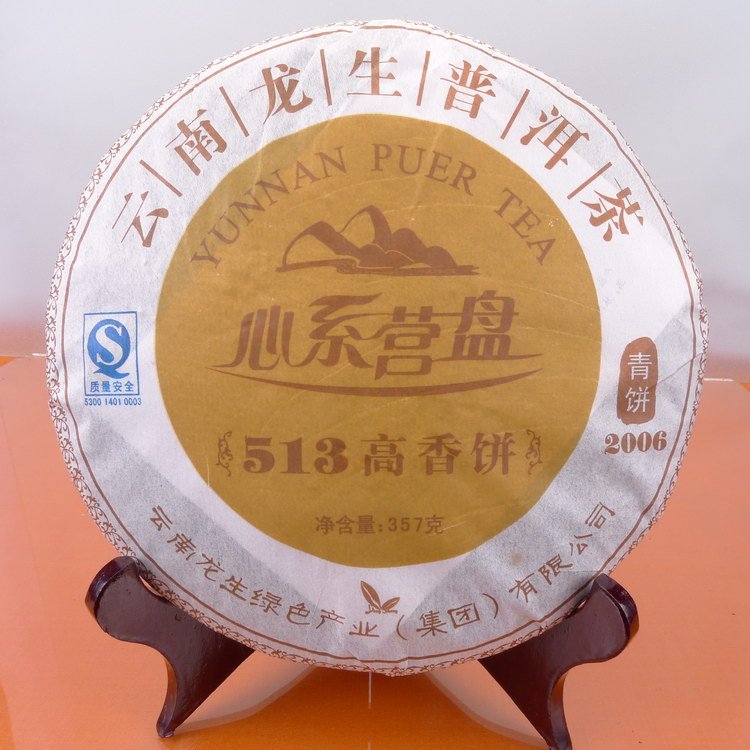 云|南|龙|生|普|洱|茶
YUNNAN PUER TEA
心系营盘
质量安全
5300 1401 0003
青饼
2006
513高香饼
净含量:357克
云南龙生绿色产业(集团)有限公司